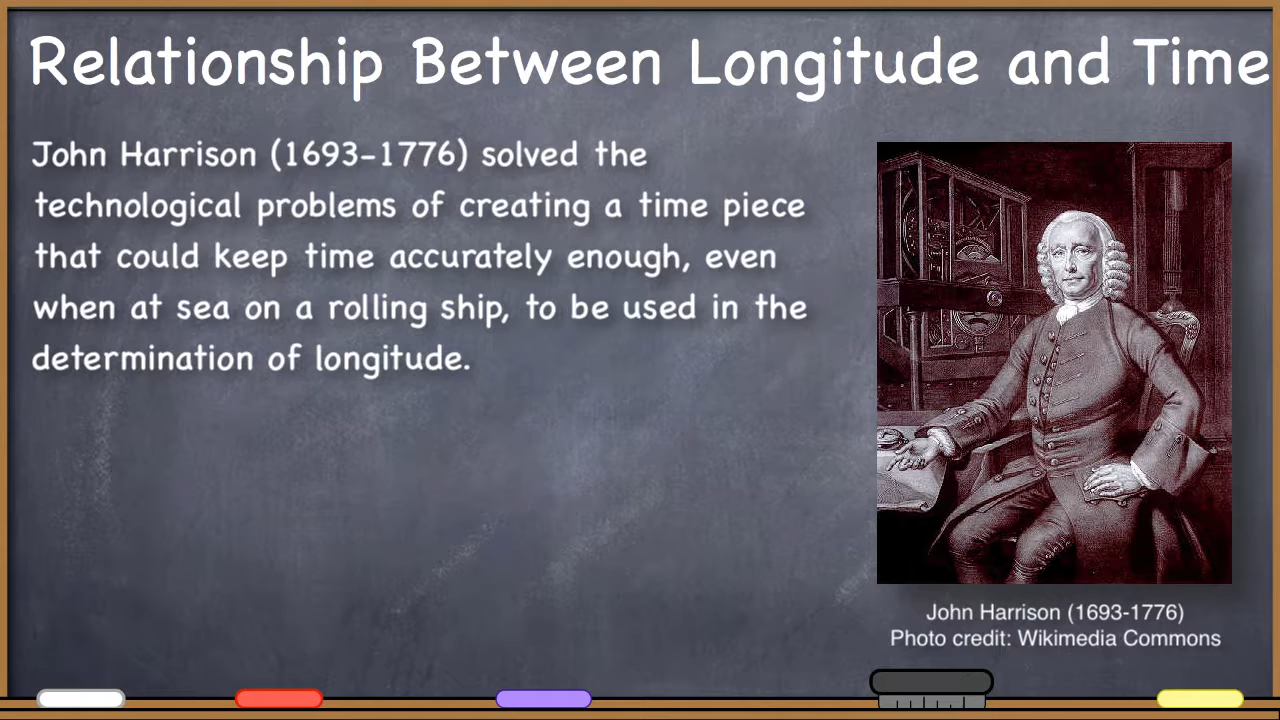 Relationship Between Longitude and Time
John Harrison (1693-1776) solved the
technological problems of creating a time piece
that could keep time accurately enough, even
when at sea on a rolling ship, to be used in the
determination of longitude.
John Harrison (1693-1776)
Photo credit: Wikimedia Commons